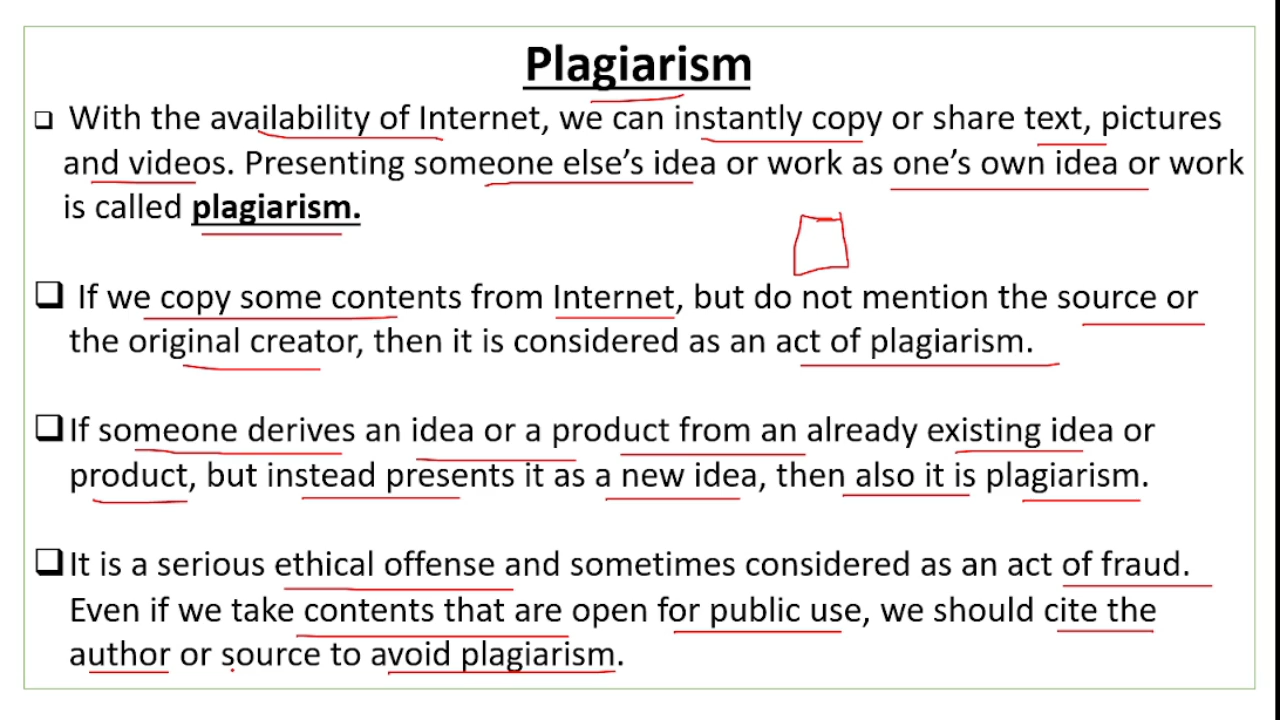 Plagiarism
With the availability of Internet, we can instantly copy or share text, pictures
and videos. Presenting someone else’s idea or work as one’s own idea or work
is called plagiarism.
If we copy some contents from Internet, but do not mention the source or
the original creator, then it is considered as an act of plagiarism.
If someone derives an idea or a product from an already existing idea or
product, but instead presents it as a new idea, then also it is plagiarism.
It is a serious ethical offense and sometimes considered as an act of fraud.
Even if we take contents that are open for public use, we should cite the
author or source to avoid plagiarism.